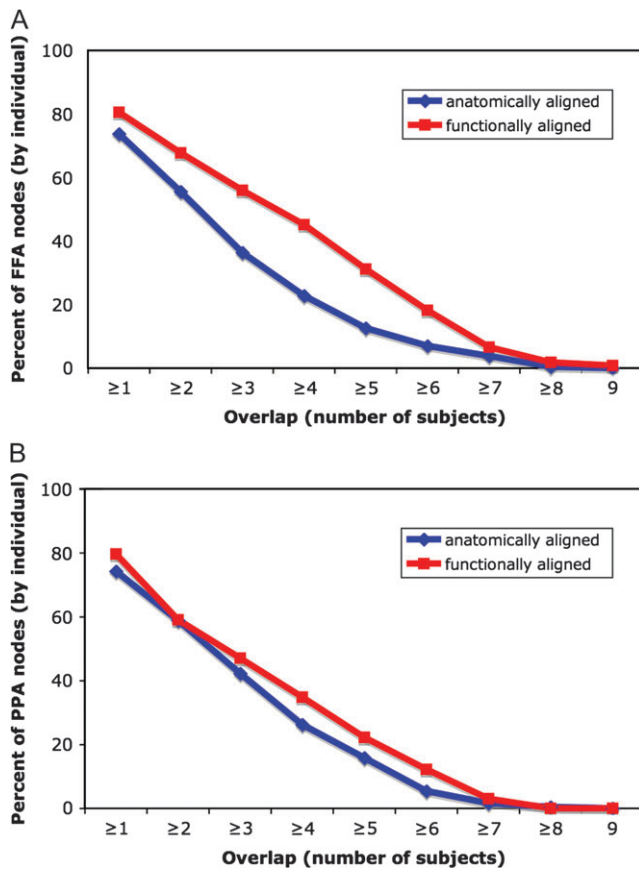 A
100
80
60
40
20
0
Percent of FFA nodes (by individual)
anatomically aligned
functionally aligned
≥1 ≥2 ≥3 ≥4 ≥5 ≥6 ≥7 ≥8 9
Overlap (number of subjects)
B
100
80
60
40
20
0
Percent of PPA nodes (by individual)
anatomically aligned
functionally aligned
≥1 ≥2 ≥3 ≥4 ≥5 ≥6 ≥7 ≥8 9
Overlap (number of subjects)